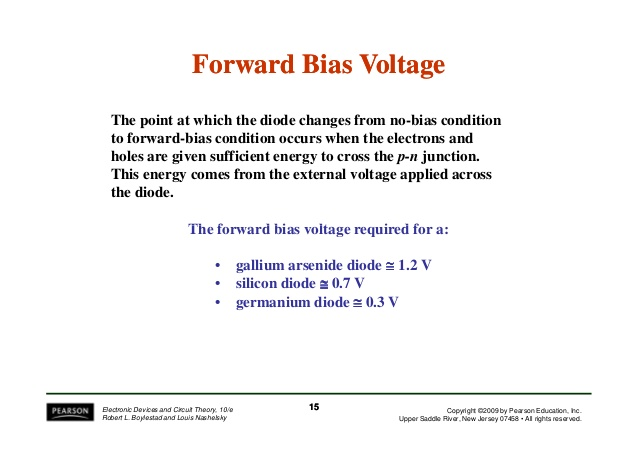 Forward Bias Voltage
The point at which the diode changes from no-bias condition
to forward-bias condition occurs when the electrons and
holes are given sufficient energy to cross the p-n junction.
This energy comes from the external voltage applied across
the diode.
The forward bias voltage required for a:
• gallium arsenide diode ≅ 1.2 V
• silicon diode ≅ 0.7 V
• germanium diode ≅ 0.3 V
PEARSON
Electronic Devices and Circuit Theory, 10/e
Robert L. Boylestad and Louis Nashelsky
15
Copyright ©2009 by Pearson Education, Inc.
Upper Saddle River, New Jersey 07458 • All rights reserved.